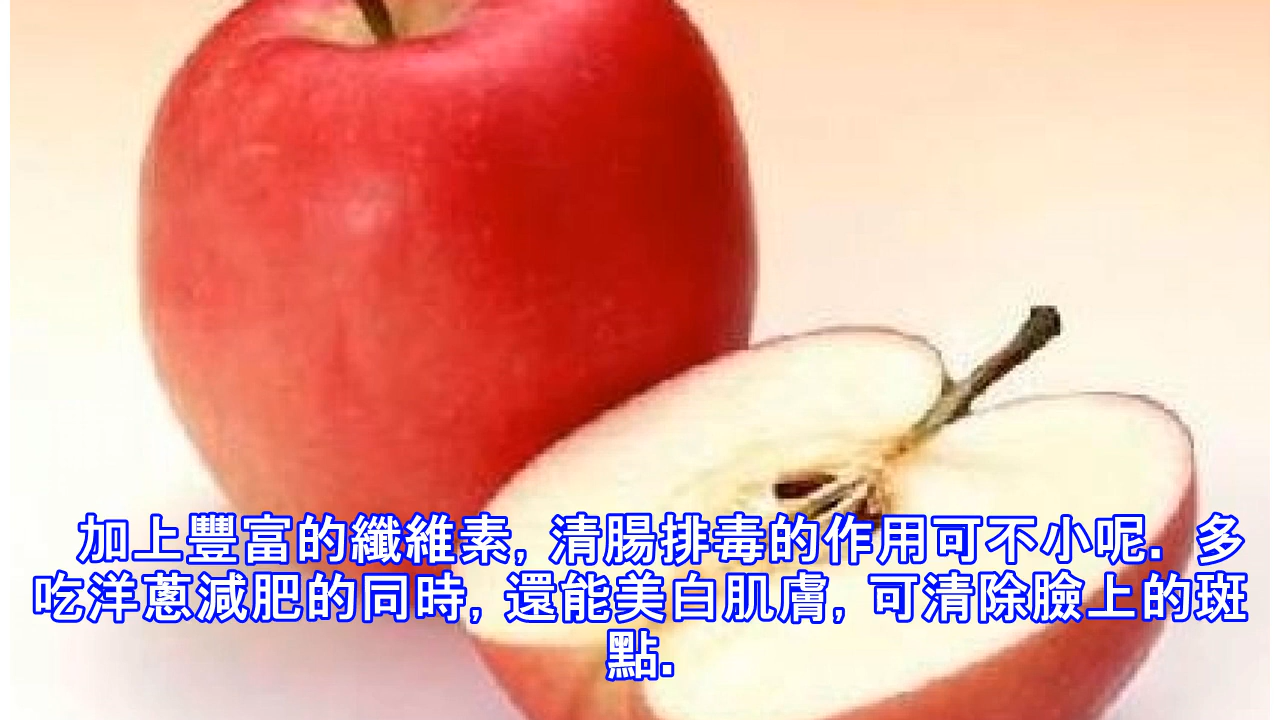 加上豐富的纖維素, 清腸排毒的作用可不小呢. 多
吃洋蔥減肥的同時, 還能美白肌膚, 可清除臉上的斑
點.